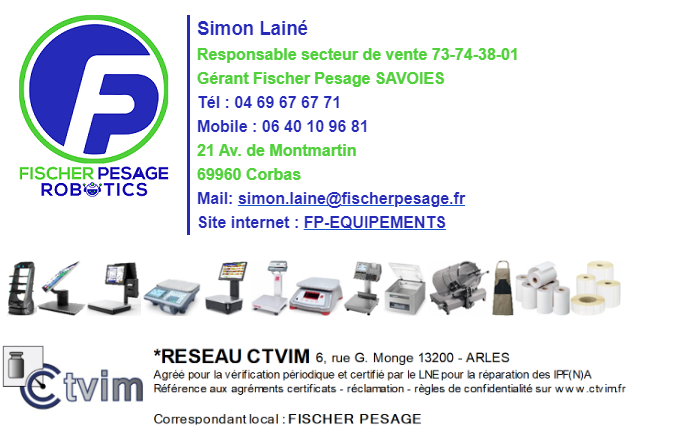 FP
Simon Lainé
Responsable secteur de vente 73-74-38-01
Gérant Fischer Pesage SAVOIES
Tél : 04 69 67 67 71
Mobile : 06 40 10 96 81
21 Av. de Montmartin
69960 Corbas
Mail: simon.laine@fischerpesage.fr
Site internet : FP-EQUIPEMENTS
FISCHER PESAGE
ROBOTICS
Ctvim
*RESEAU CTVIM 6, rue G. Monge 13200 - ARLES
Agréé pour la vérification périodique et certifié par le LNE pour la réparation des IPF(N)A
Référence aux agréments certificats - réclamation - règles de confidentialité sur www.ctvim.fr
Correspondant local : FISCHER PESAGE